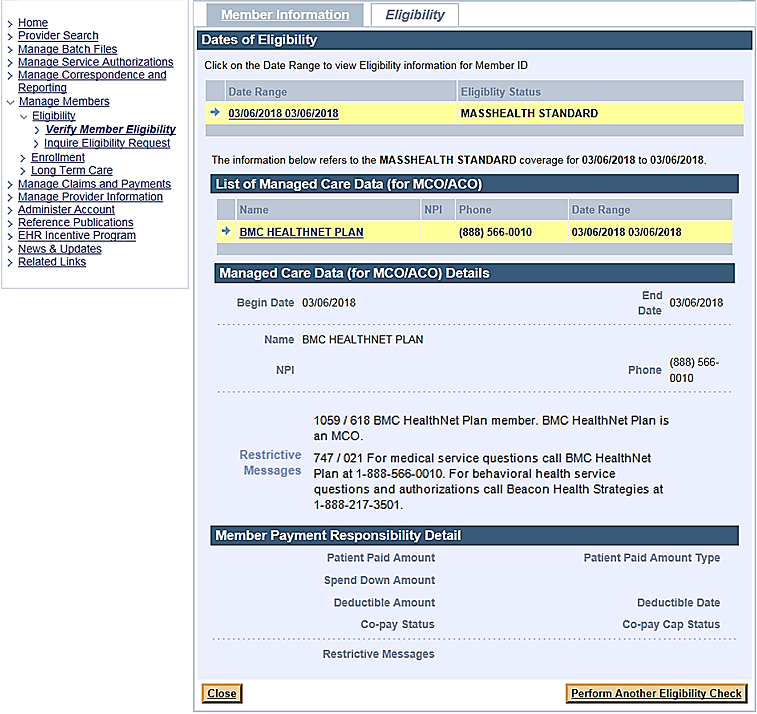 Home
Provider Search
Manage Batch Files
Manage Service Authorizations
Manage Correspondence and
Reporting
Manage Members
Eligibility
Verify Member Eligibility
Inquire Eligibility Request
Enrollment
Long Term Care
Manage Claims and Payments
Manage Provider Information
Administer Account
Reference Publications
EHR Incentive Program
News & Updates
Related Links
Member Information Eligibility
Dates of Eligibility
Click on the Date Range to view Eligibility information for Member ID
Date Range Eligiblity Status
03/06/2018 03/06/2018 MASSHEALTH STANDARD
The information below refers to the MASSHEALTH STANDARD coverage for 03/06/2018 to 03/06/2018.
List of Managed Care Data (for MCO/ACO)
Name NPI Phone Date Range
BMC HEALTHNET PLAN (888) 566-0010 03/06/2018 03/06/2018
Managed Care Data (for MCO/ACO) Details
Begin Date 03/06/2018 End
Date 03/06/2018
Name BMC HEALTHNET PLAN
NPI Phone (888) 566-
0010
1059 / 618 BMC HealthNet Plan member. BMC HealthNet Plan is
an MCO.
Restrictive
Messages
747 / 021 For medical service questions call BMC HealthNet
Plan at 1-888-566-0010. For behavioral health service
questions and authorizations call Beacon Health Strategies at
1-888-217-3501.
Member Payment Responsibility Detail
Patient Paid Amount Patient Paid Amount Type
Spend Down Amount
Deductible Amount Deductible Date
Co-pay Status Co-pay Cap Status
Restrictive Messages
Close Perform Another Eligibility Check